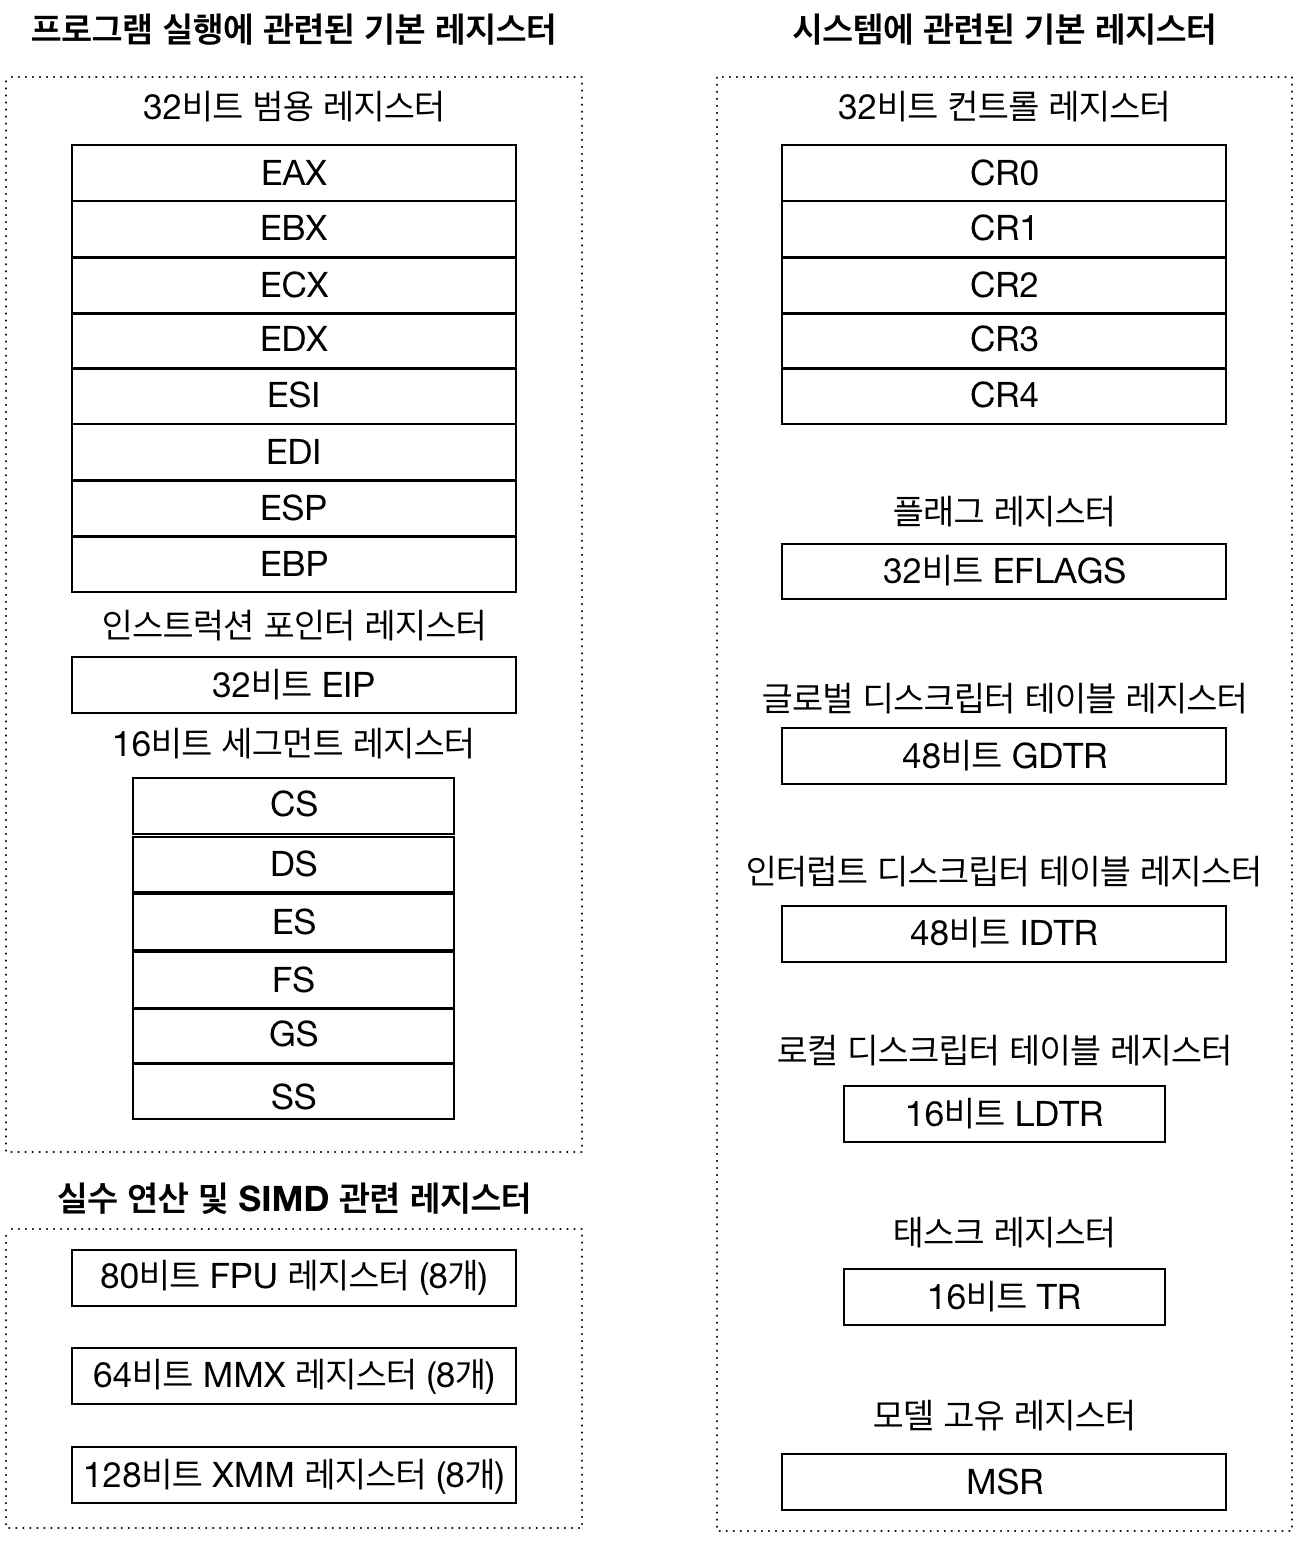 프로그램 실행에 관련된 기본 레지스터
32비트 범용 레지스터
EAX
EBX
ECX
EDX
ESI
EDI
ESP
EBP
인스트럭션 포인터 레지스터
32비트 EIP
16비트 세그먼트 레지스터
CS
DS
ES
FS
GS
SS
실수 연산 및 SIMD 관련 레지스터
80비트 FPU 레지스터 (8개)
64비트 MMX 레지스터 (8개)
128비트 XMM 레지스터 (8개)
시스템에 관련된 기본 레지스터
32비트 컨트롤 레지스터
CR0
CR1
CR2
CR3
CR4
플래그 레지스터
32비트 EFLAGS
글로벌 디스크립터 테이블 레지스터
48비트 GDTR
인터럽트 디스크립터 테이블 레지스터
48비트 IDTR
로컬 디스크립터 테이블 레지스터
16비트 LDTR
태스크 레지스터
16비트 TR
모델 고유 레지스터
MSR